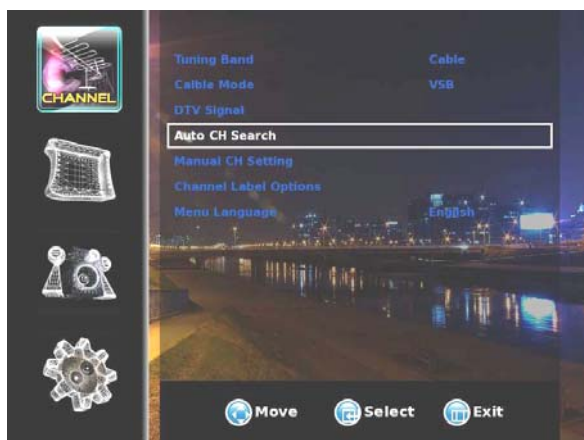 CHANNEL
Tuning Band Cable
Calble Mode VSB
DTV Signal
Auto CH Search
Manual CH Setting
Channel Label Options
Menu Language English
Move Select Exit